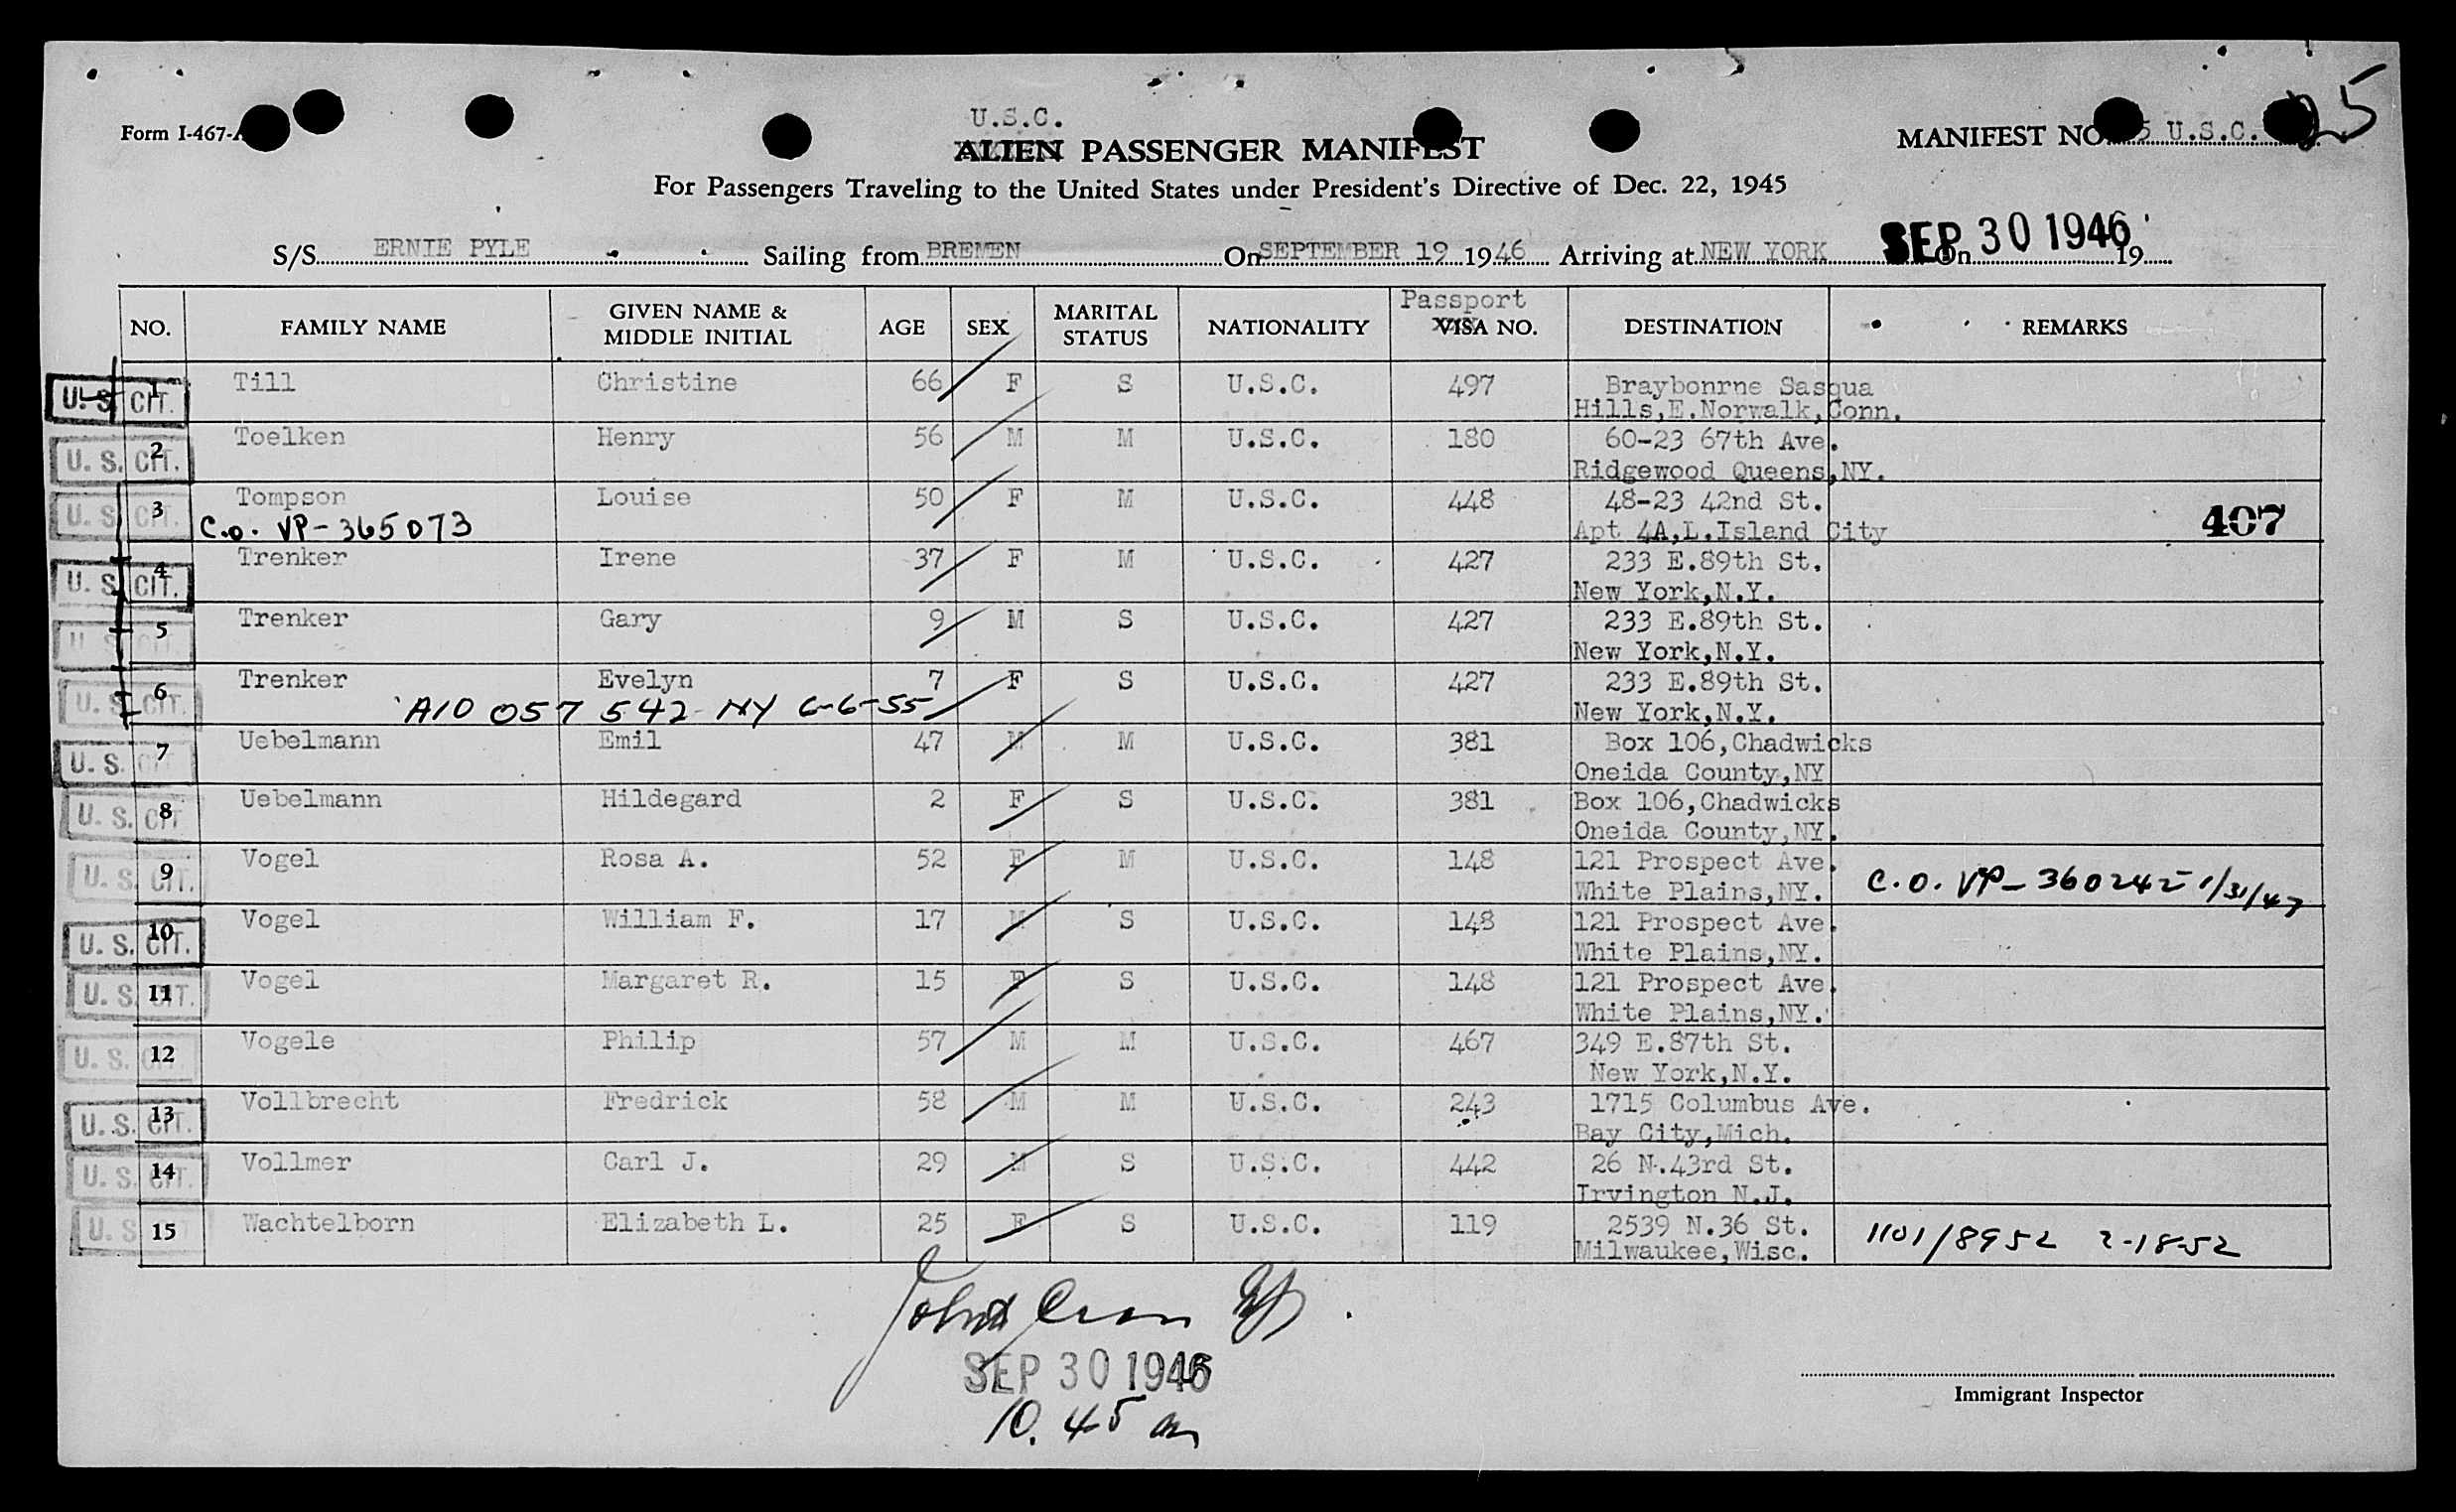 25
U.S.C.
Form I-467-A
ALIEN PASSENGER MANIFEST
MANIFEST NO. 5 U.S.C.
For Passengers Traveling to the United States under President's Directive of Dec. 22, 1945
S/S ERNIE PYLE Sailing from BREMEN On SEPTEMBER 19 1946 Arriving at NEW YORK On SEP 30 1946 19
NO. FAMILY NAME GIVEN NAME & MIDDLE INITIAL AGE SEX MARITAL STATUS NATIONALITY Passport VISA NO. DESTINATION REMARKS
U.S. CIT. 1 Till Christine 66 F S U.S.C. 497 Braybonrne Sasqua
Hills,E.Norwalk,Conn.
U.S. CIT. 2 Toelken Henry 56 M M U.S.C. 180 60-23 67th Ave.
Ridgewood Queens,NY.
U.S. CIT. 3 Tompson Louise 50 F M U.S.C. 448 48-23 42nd St.
C.O. VP-365073 Apt 4A,L.Island City 407
U.S. CIT. 4 Trenker Irene 37 F M U.S.C. 427 233 E.89th St.
New York,N.Y.
U.S. CIT. 5 Trenker Gary 9 M S U.S.C. 427 233 E.89th St.
New York,N.Y.
U.S. CIT. 6 Trenker Evelyn 7 F S U.S.C. 427 233 E.89th St.
A10 057 542 NY 6-6-55 New York,N.Y.
U.S. CIT. 7 Uebelmann Emil 47 M M U.S.C. 381 Box 106,Chadwicks
Oneida County,NY
U.S. CIT. 8 Uebelmann Hildegard 2 F S U.S.C. 381 Box 106,Chadwicks
Oneida County,NY.
U.S. CIT. 9 Vogel Rosa A. 52 F M U.S.C. 148 121 Prospect Ave.
White Plains,NY. C.O. VP-360242 1/31/47
U.S. CIT. 10 Vogel William F. 17 M S U.S.C. 148 121 Prospect Ave.
White Plains,NY.
U.S. CIT. 11 Vogel Margaret R. 15 F S U.S.C. 148 121 Prospect Ave.
White Plains,NY.
U.S. CIT. 12 Vogele Philip 57 M M U.S.C. 467 349 E.87th St.
New York,N.Y.
U.S. CIT. 13 Vollbrecht Fredrick 58 M M U.S.C. 243 1715 Columbus Ave.
Bay City,Mich.
U.S. CIT. 14 Vollmer Carl J. 29 M S U.S.C. 442 26 N.43rd St.
Irvington N.J.
U.S. CIT. 15 Wachtelborn Elizabeth L. 25 F S U.S.C. 119 2539 N.36 St.
Milwaukee,Wisc. 1101/8952 2-18-52
SEP 30 1946
10.45 am
Immigrant Inspector